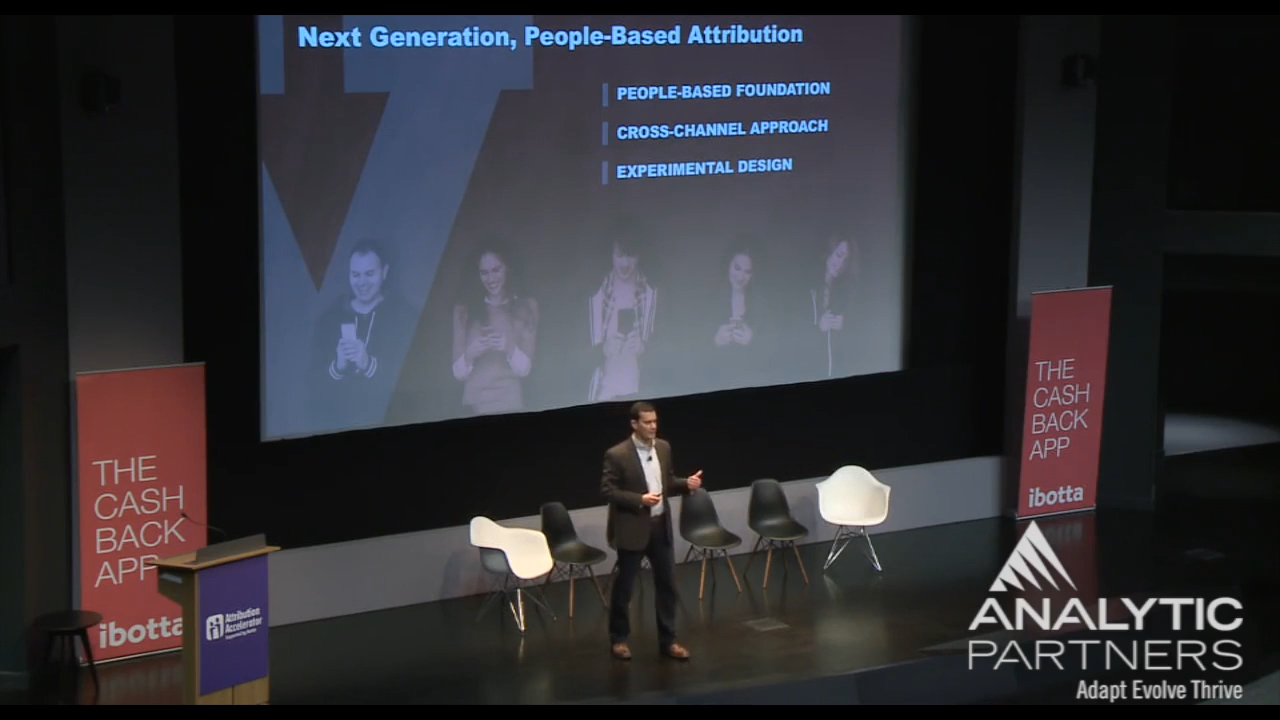 Next Generation, People-Based Attribution
PEOPLE-BASED FOUNDATION
CROSS-CHANNEL APPROACH
EXPERIMENTAL DESIGN
THE
CASH
BACK
APP
ibotta
THE
CASH
BACK
APP
ibotta
Attribution
Accelerator
ANALYTIC
PARTNERS
Adapt Evolve Thrive